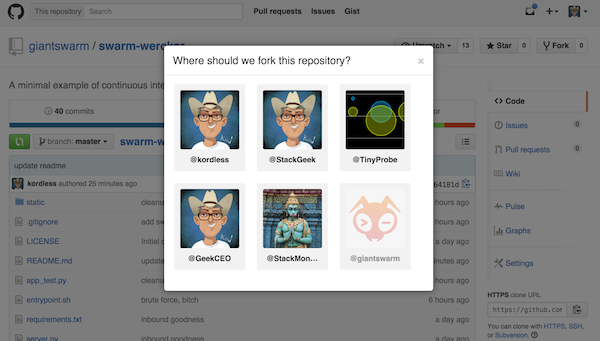 This repository
Search
Pull requests Issues Gist
giantswarm / swarm-wercker
Unwatch 13 Star 0 Fork 0
Where should we fork this repository? ×
A minimal example of continuous inte
40 commits
branch: master
swarm-we
update readme
kordless authored 25 minutes ago
64181d
static cleanu hours ago
.gitignore add sw hours ago
LICENSE Initial c a day ago
README.md update
app_test.py cleanu hours ago
entrypoint.sh brute force, bitch 6 hours ago
requirements.txt inbound goodness a day ago
server.py inbound goodness a day ago
@kordless @StackGeek @TinyProbe
@GeekCEO @StackMon... @giantswarm
Code
Issues 0
Pull requests 0
Wiki
Pulse
Graphs
Settings
HTTPS clone URL
https://github.com
You can clone with HTTPS, SSH,
or Subversion.